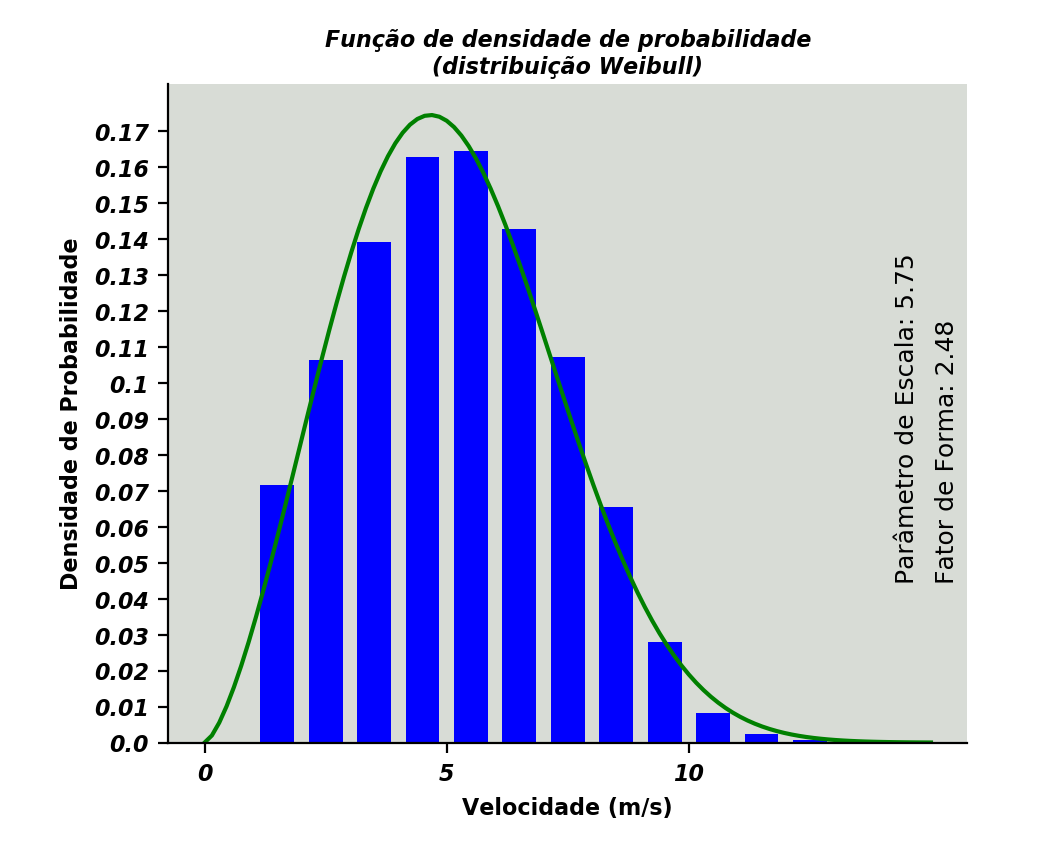 Função de densidade de probabilidade
(distribuição Weibull)
Densidade de Probabilidade
0.17
0.16
0.15
0.14
0.13
0.12
0.11
0.1
0.09
0.08
0.07
0.06
0.05
0.04
0.03
0.02
0.01
0.0
Parâmetro de Escala: 5.75
Fator de Forma: 2.48
0 5 10
Velocidade (m/s)